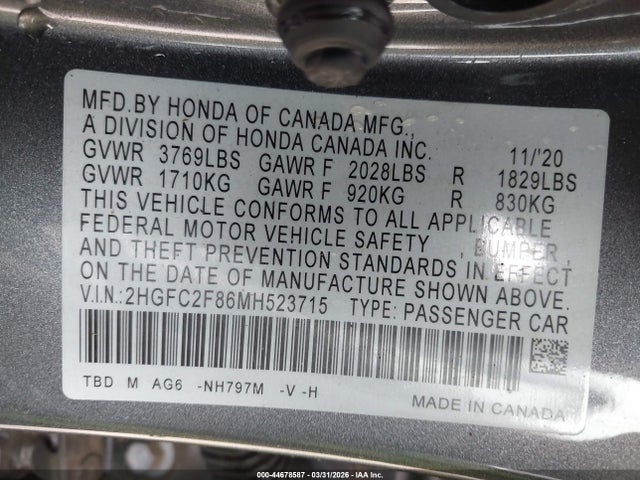 MFD.BY HONDA OF CANADA MFG.,
A DIVISION OF HONDA CANADA INC. 11/'20
GVWR 3769LBS GAWR F 2028LBS R 1829LBS
GVWR 1710KG GAWR F 920KG R 830KG
THIS VEHICLE CONFORMS TO ALL APPLICABLE
FEDERAL MOTOR VEHICLE SAFETY , BUMPER ,
AND THEFT PREVENTION STANDARDS IN EFFECT
ON THE DATE OF MANUFACTURE SHOWN ABOVE.
V.I.N.:2HGFC2F86MH523715 TYPE: PASSENGER CAR
TBD M AG6 -NH797M -V -H
MADE IN CANADA
000-44678587 - 03/31/2026 - IAA Inc.